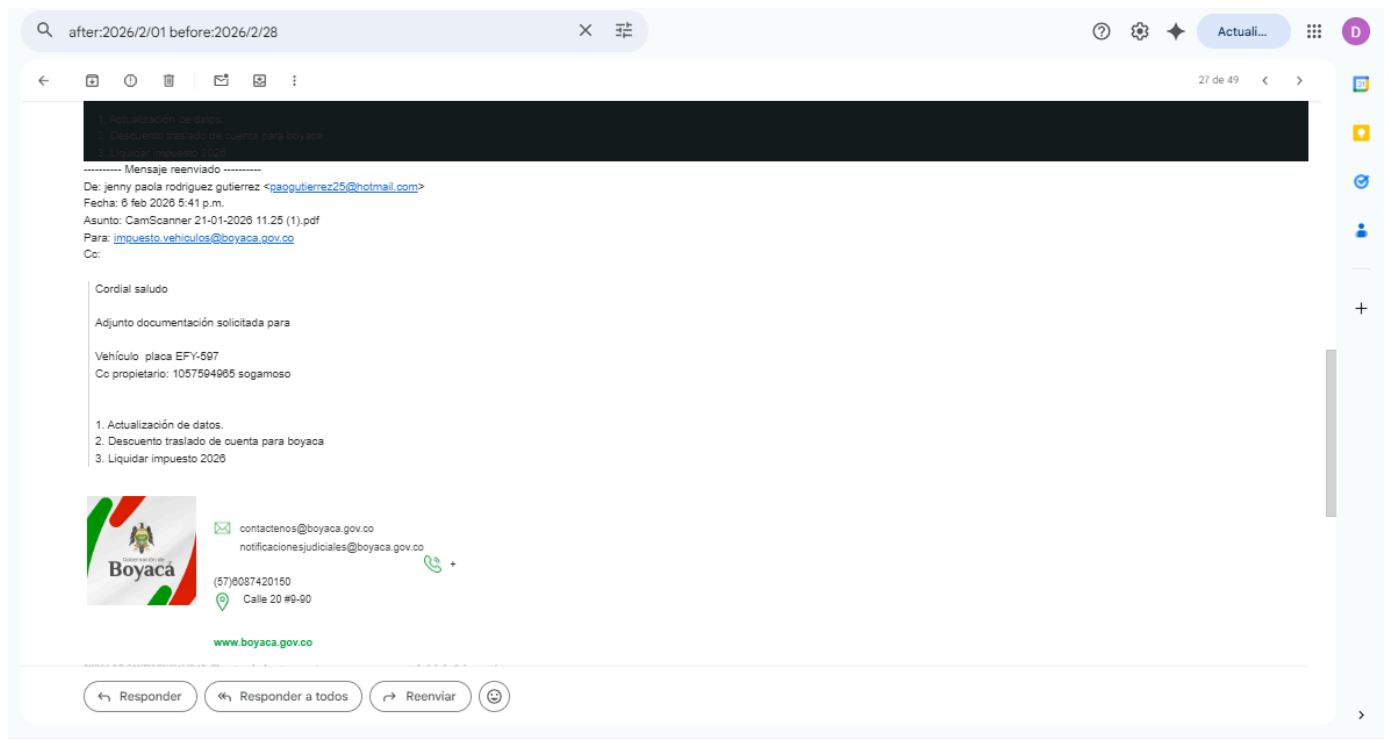 after:2026/2/01 before:2026/2/28
Actuali...
D
27 de 49
31
1. Actualización de datos.
2. Descuento traslado de cuenta para boyaca
3. Liquidar impuesto 2026
---------- Mensaje reenviado ----------
De: jenny paola rodriguez gutierrez <paogutierrez25@hotmail.com>
Fecha: 6 feb 2026 5:41 p.m.
Asunto: CamScanner 21-01-2026 11.25 (1).pdf
Para: impuesto.vehiculos@boyaca.gov.co
Cc:
Cordial saludo
Adjunto documentación solicitada para
Vehículo placa EFY-597
Cc propietario: 1057594965 sogamoso
1. Actualización de datos.
2. Descuento traslado de cuenta para boyaca
3. Liquidar impuesto 2026
Gobernación de
Boyacá
contactenos@boyaca.gov.co
notificacionesjudiciales@boyaca.gov.co
+
(57)6087420150
Calle 20 #9-90
www.boyaca.gov.co
Responder
Responder a todos
Reenviar